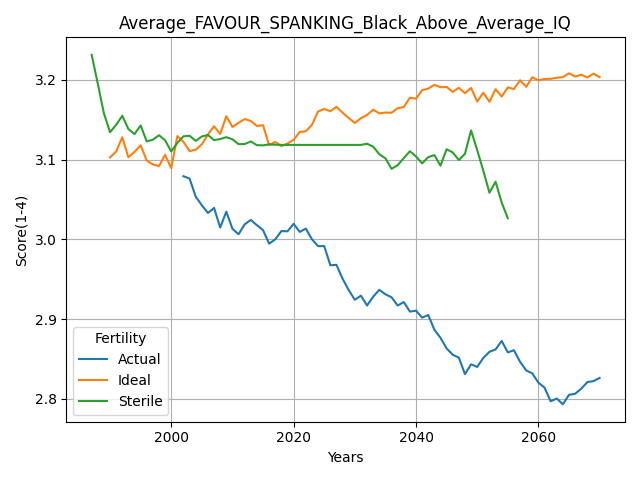 Average_FAVOUR_SPANKING_Black_Above_Average_IQ
Score(1-4)
3.2
3.1
3.0
2.9
2.8
Fertility
Actual
Ideal
Sterile
2000 2020 2040 2060
Years